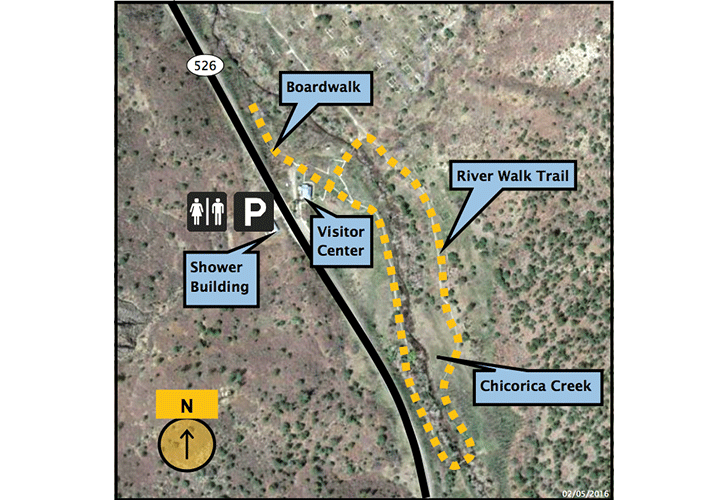 526
Boardwalk
River Walk Trail
P
Visitor
Center
Shower
Building
Chicorica Creek
N
02/05/2016